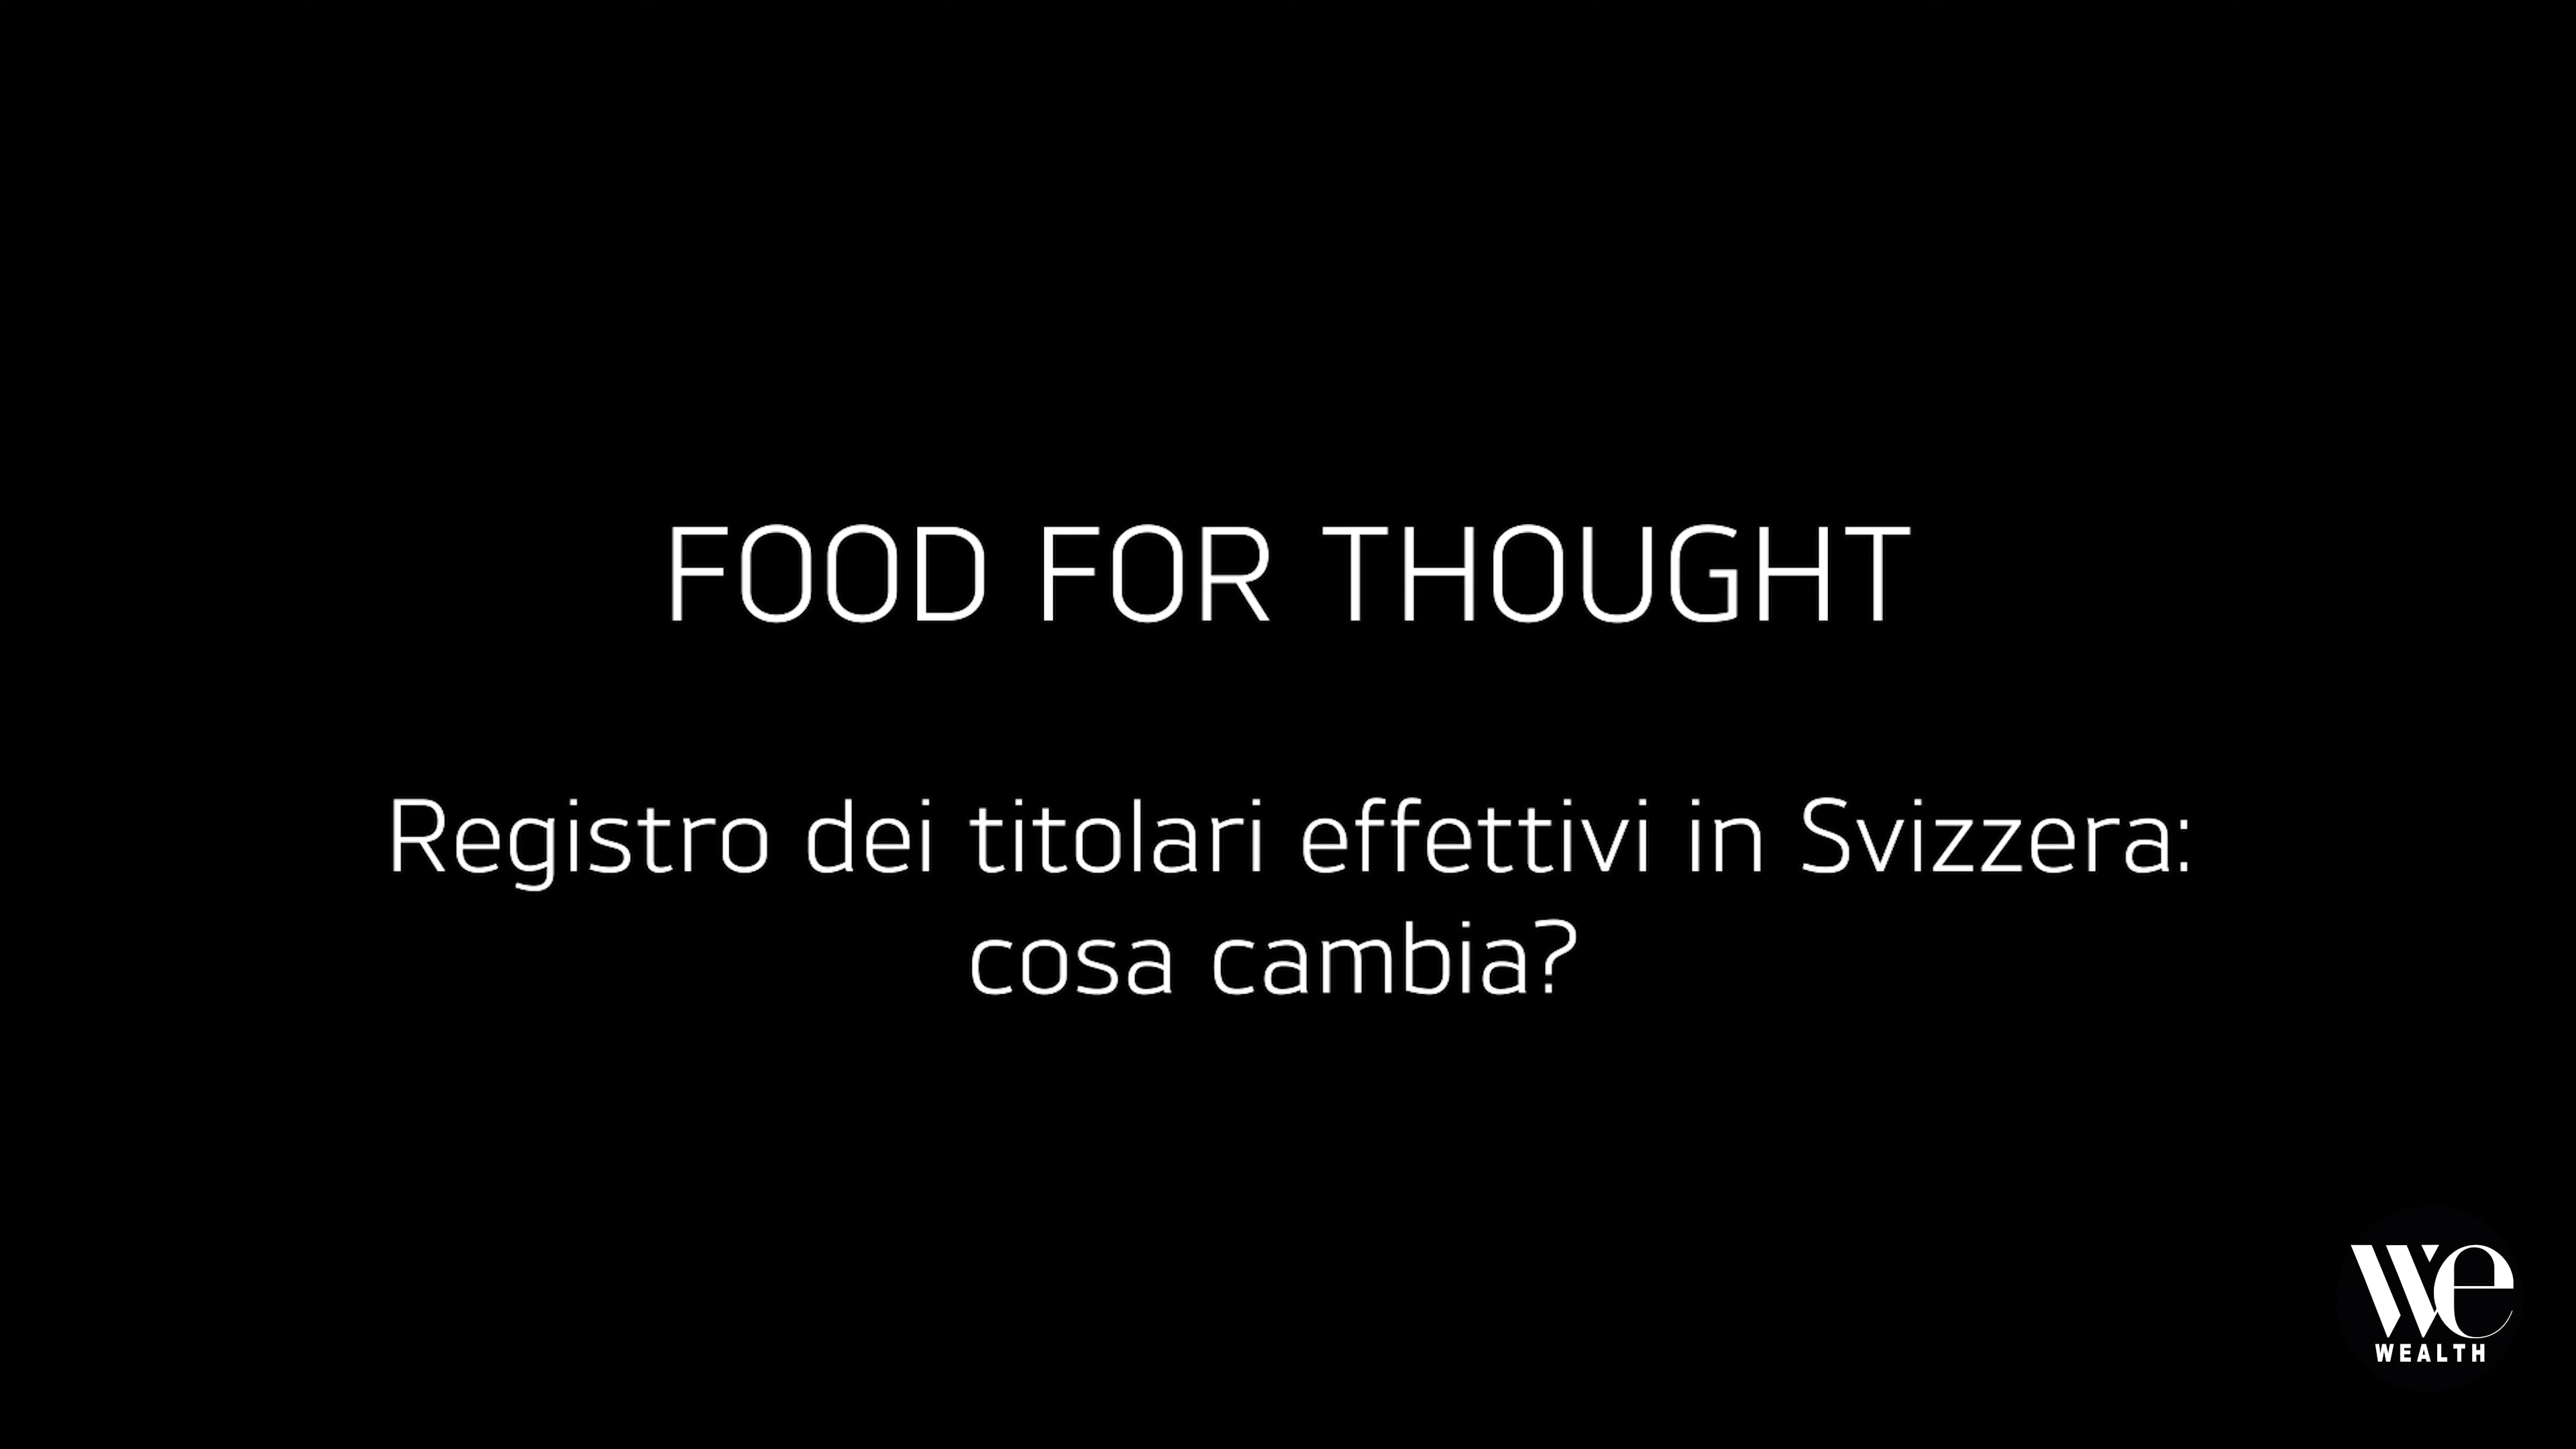 FOOD FOR THOUGHT
Registro dei titolari effettivi in Svizzera:
cosa cambia?
We
WEALTH